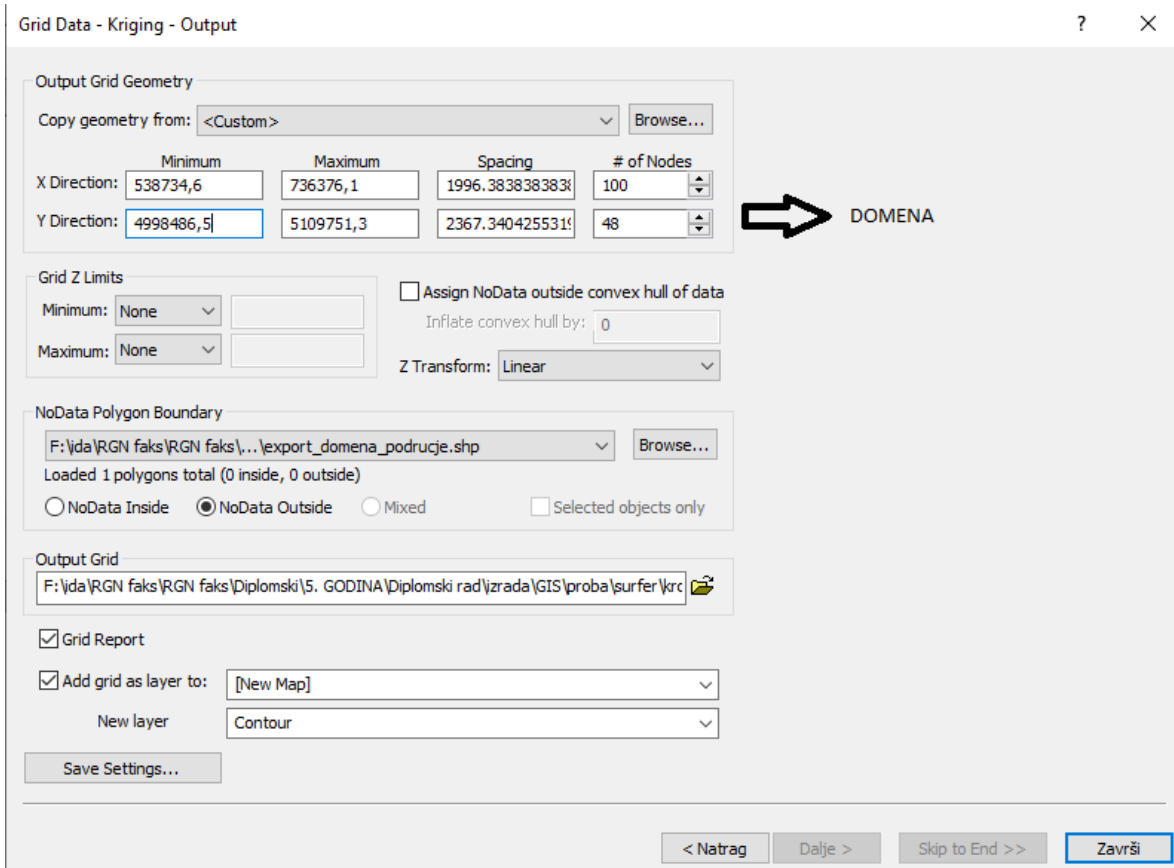 Grid Data - Kriging - Output ?
Output Grid Geometry
Copy geometry from: <Custom> Browse...
Minimum Maximum Spacing # of Nodes
X Direction: 538734,6 736376,1 1996.3838383838 100
Y Direction: 4998486,5 5109751,3 2367.3404255319 48
DOMENA
Grid Z Limits
Minimum: None
Maximum: None
Assign NoData outside convex hull of data
Inflate convex hull by: 0
Z Transform: Linear
NoData Polygon Boundary
F:\ida\RGN faks\RGN faks\...\export_domena_podrucje.shp Browse...
Loaded 1 polygons total (0 inside, 0 outside)
NoData Inside NoData Outside Mixed Selected objects only
Output Grid
F:\ida\RGN faks\RGN faks\Diplomski\5. GODINA\Diplomski rad\izrada\GIS\proba\surfer\krc
Grid Report
Add grid as layer to: [New Map]
New layer Contour
Save Settings...
< Natrag Dalje > Skip to End >> Završi